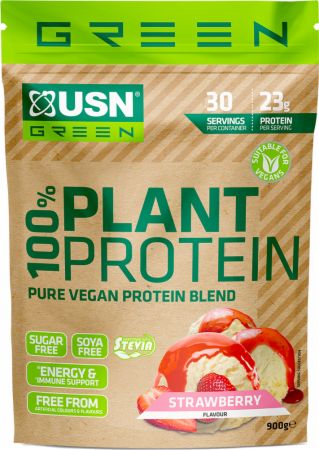 GREEN
USN
GREEN
30
SERVINGS
PER CONTAINER
23g
PROTEIN
PER SERVING
SUITABLE FOR
VEGANS
100% PLANT
PROTEIN
PURE VEGAN PROTEIN BLEND
SUGAR
FREE
SOYA
FREE
Stevia
ENERGY &
IMMUNE SUPPORT
FREE FROM
ARTIFICIAL COLOURS & FLAVOURS
STRAWBERRY
FLAVOUR
900g